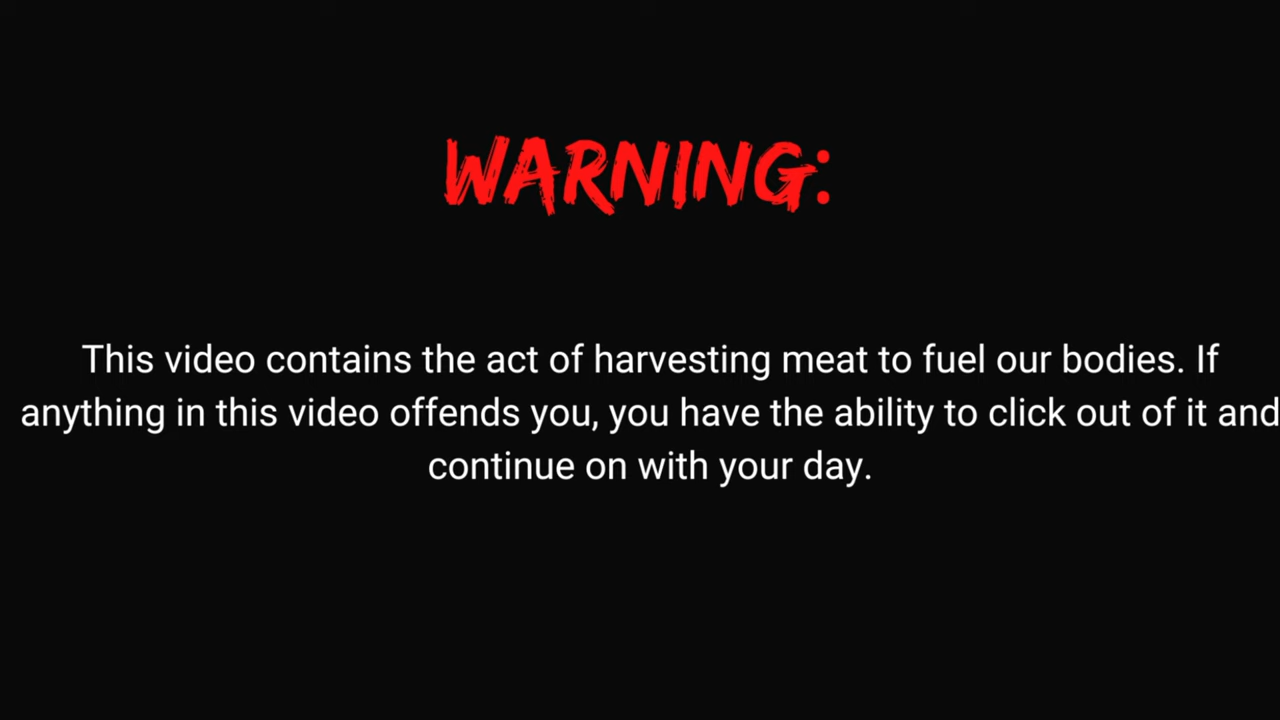 WARNING:
This video contains the act of harvesting meat to fuel our bodies. If
anything in this video offends you, you have the ability to click out of it and
continue on with your day.